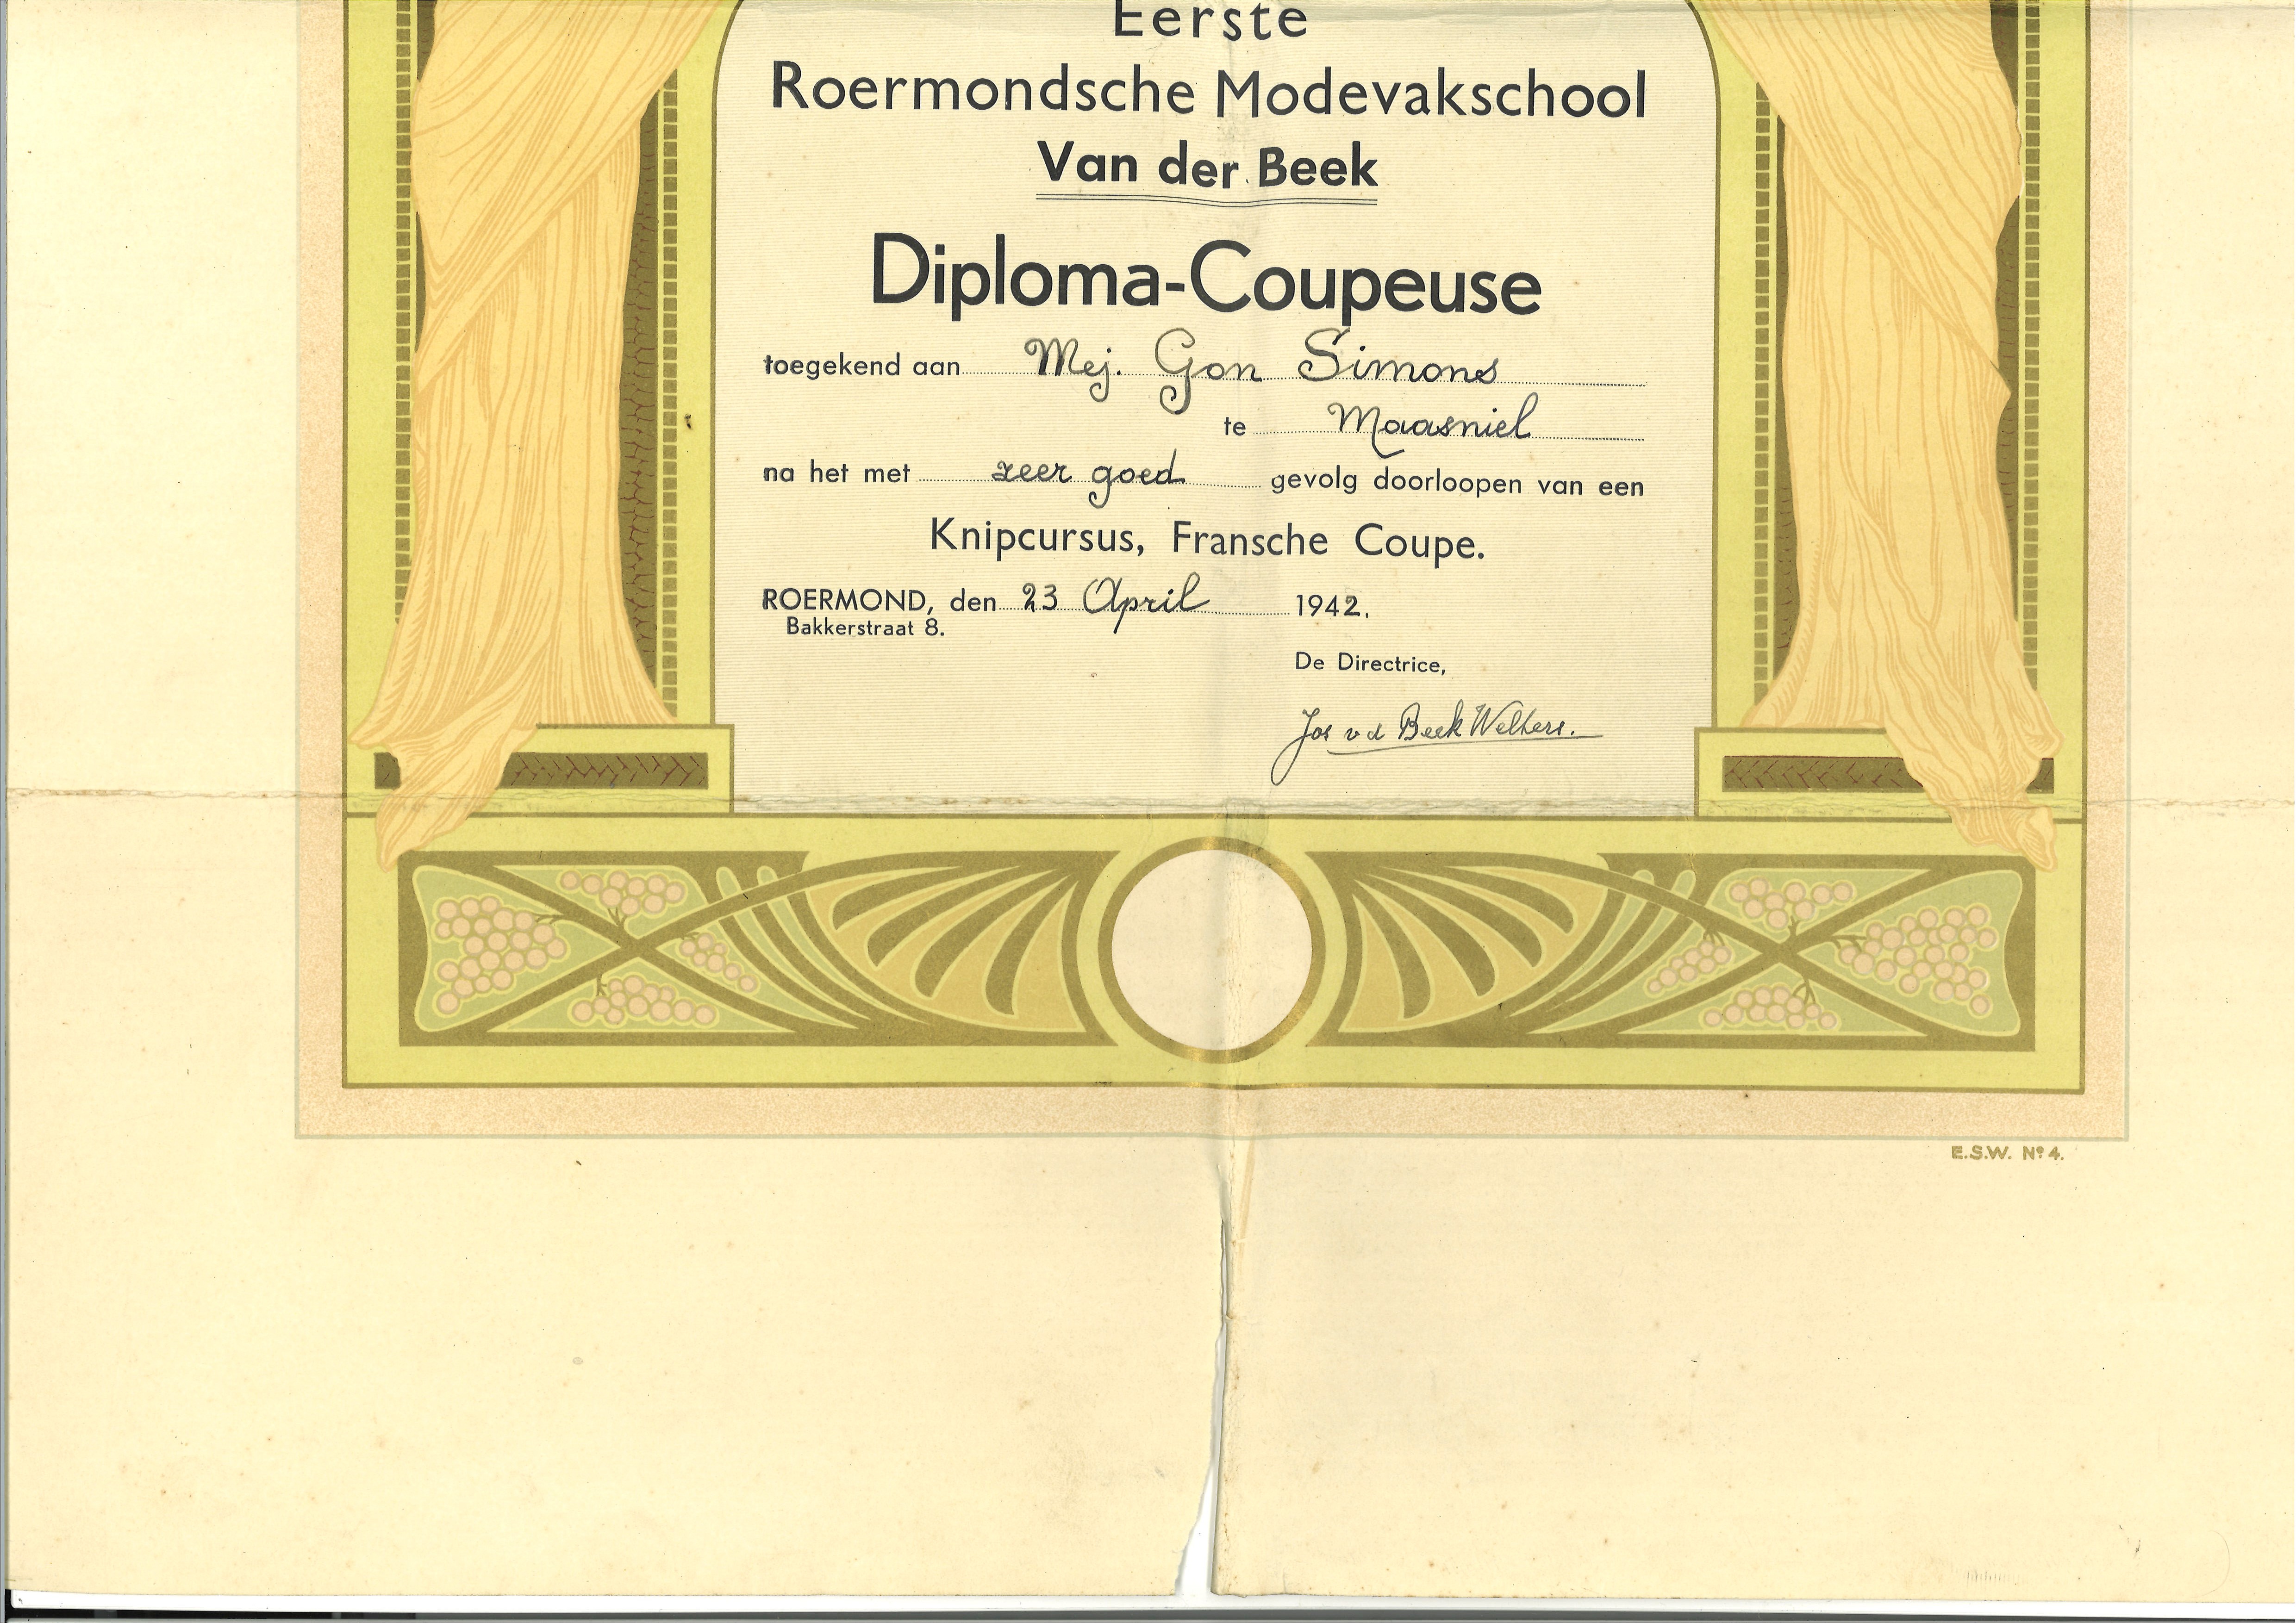 Eerste
Roermondsche Modevakschool
Van der Beek
Diploma-Coupeuse
toegekend aan Mej. Gon Simons
te Maasniel
na het met zeer goed gevolg doorloopen van een
Knipcursus, Fransche Coupe.
ROERMOND, den 23 April 1942.
Bakkerstraat 8.
De Directrice,
Jos v d Beek Welters.
E.S.W. Nº 4.